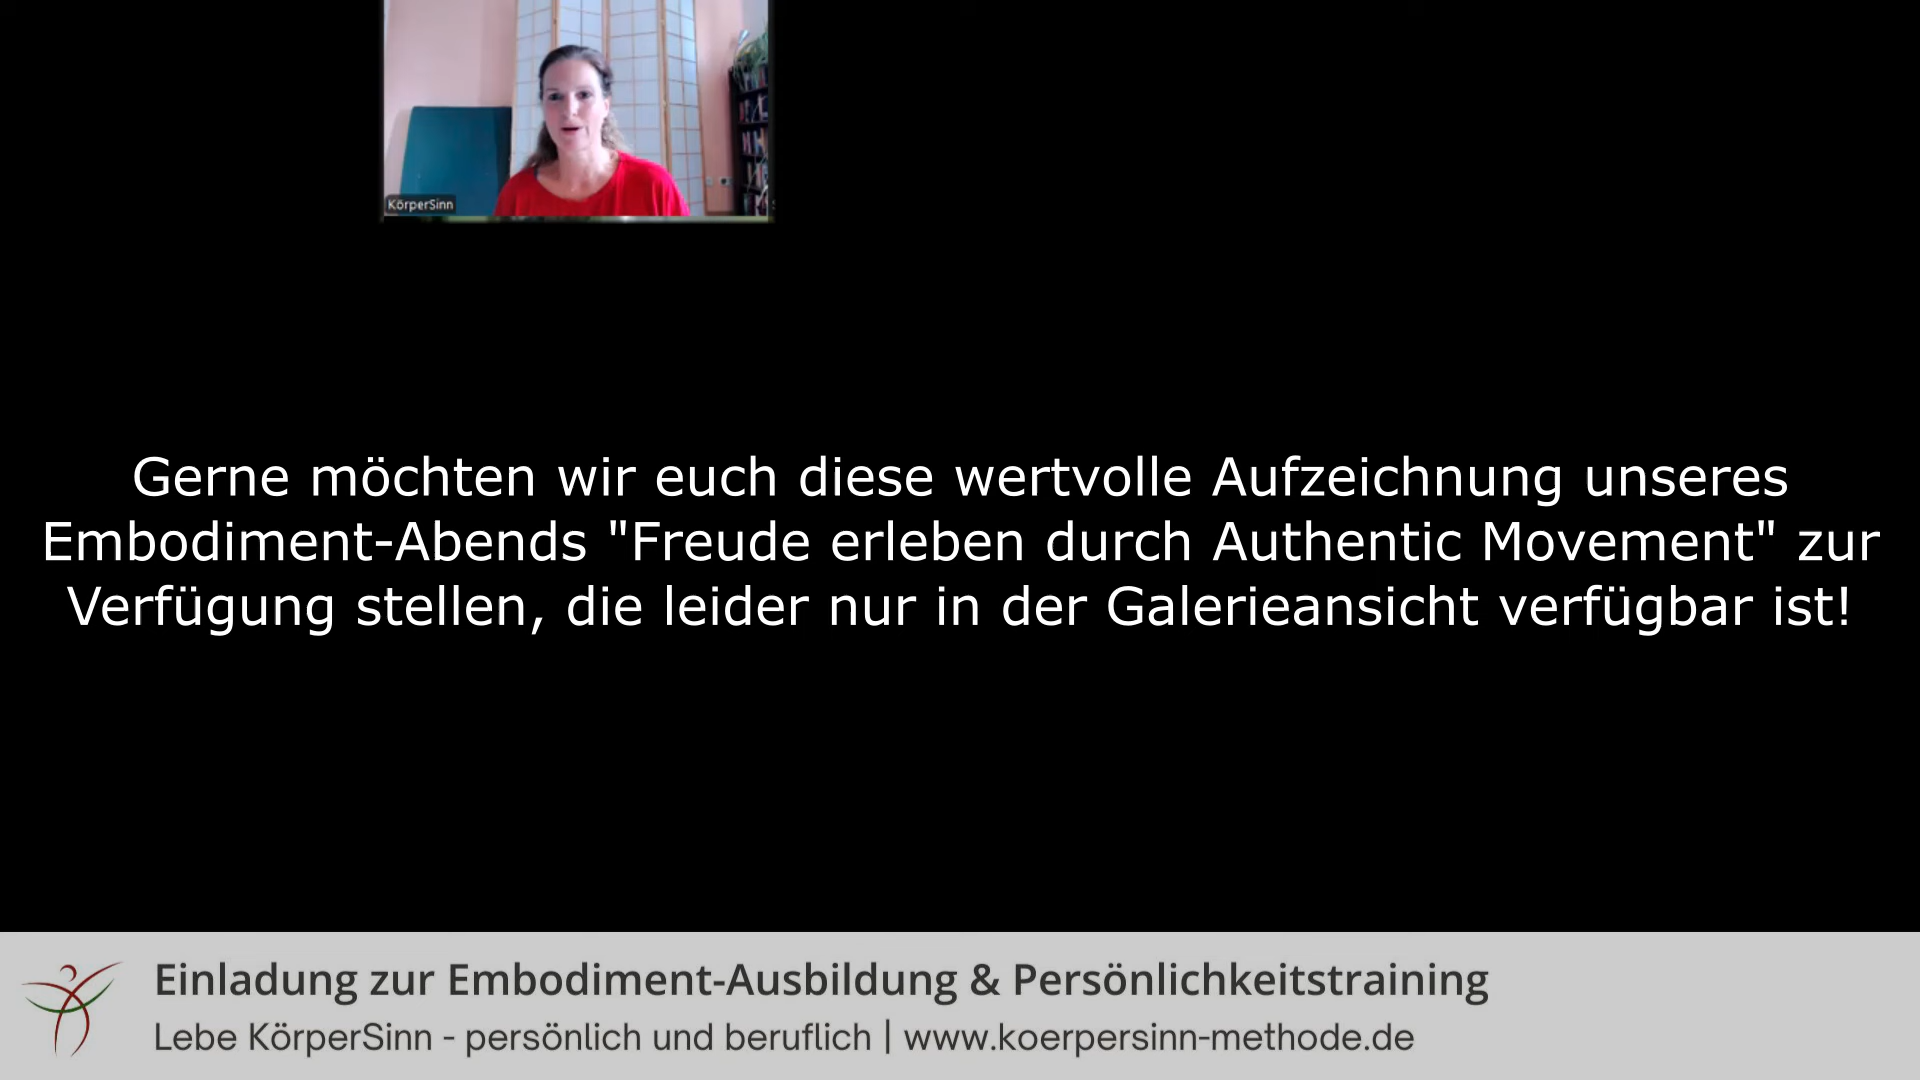 KörperSinn
Gerne möchten wir euch diese wertvolle Aufzeichnung unseres
Embodiment-Abends "Freude erleben durch Authentic Movement" zur
Verfügung stellen, die leider nur in der Galerieansicht verfügbar ist!
Einladung zur Embodiment-Ausbildung & Persönlichkeitstraining
Lebe KörperSinn - persönlich und beruflich | www.koerpersinn-methode.de